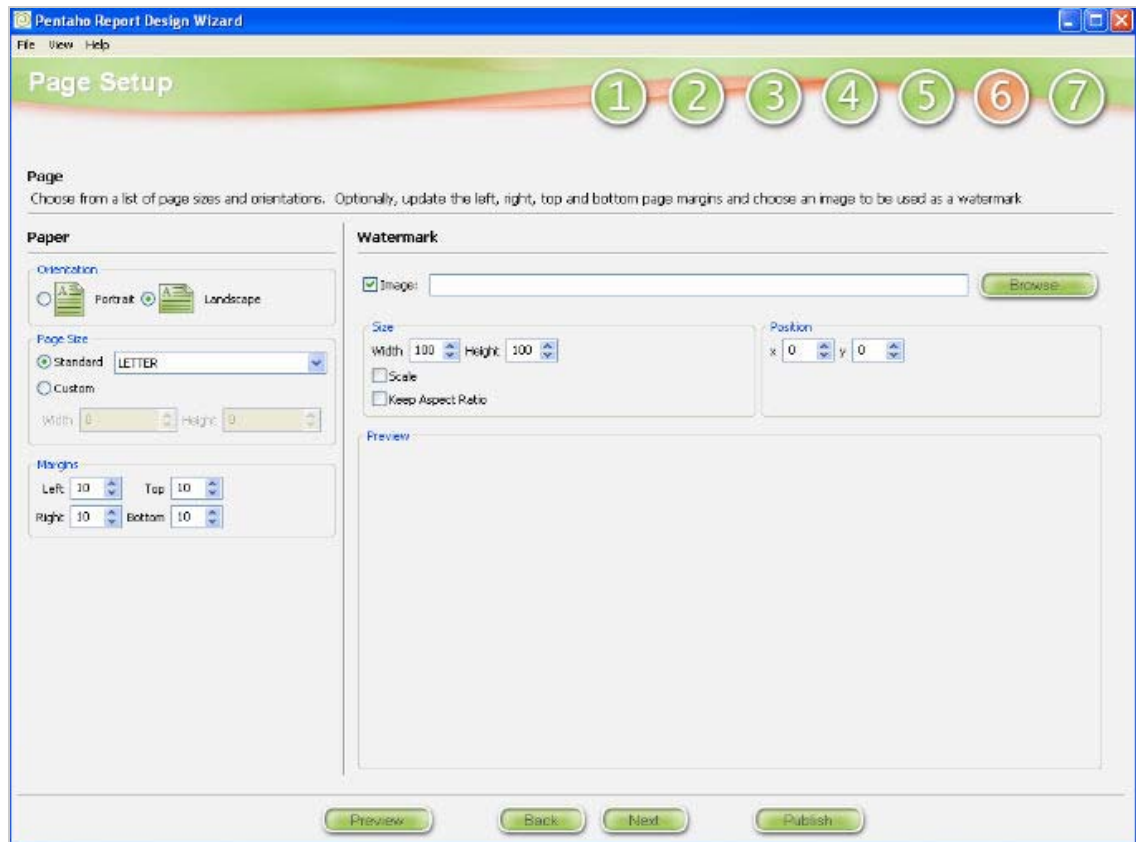 Pentaho Report Design Wizard
File View Help
Page Setup
1 2 3 4 5 6 7
Page
Choose from a list of page sizes and orientations. Optionally, update the left, right, top and bottom page margins and choose an image to be used as a watermark
Paper
Orientation
Portrait Landscape
Page Size
Standard LETTER
Custom
Width 0 Height 0
Margins
Left 10 Top 10
Right 10 Bottom 10
Watermark
Image: Browse...
Size
Width 100 Height 100
Scale
Keep Aspect Ratio
Position
x 0 y 0
Preview
Preview Back Next Publish